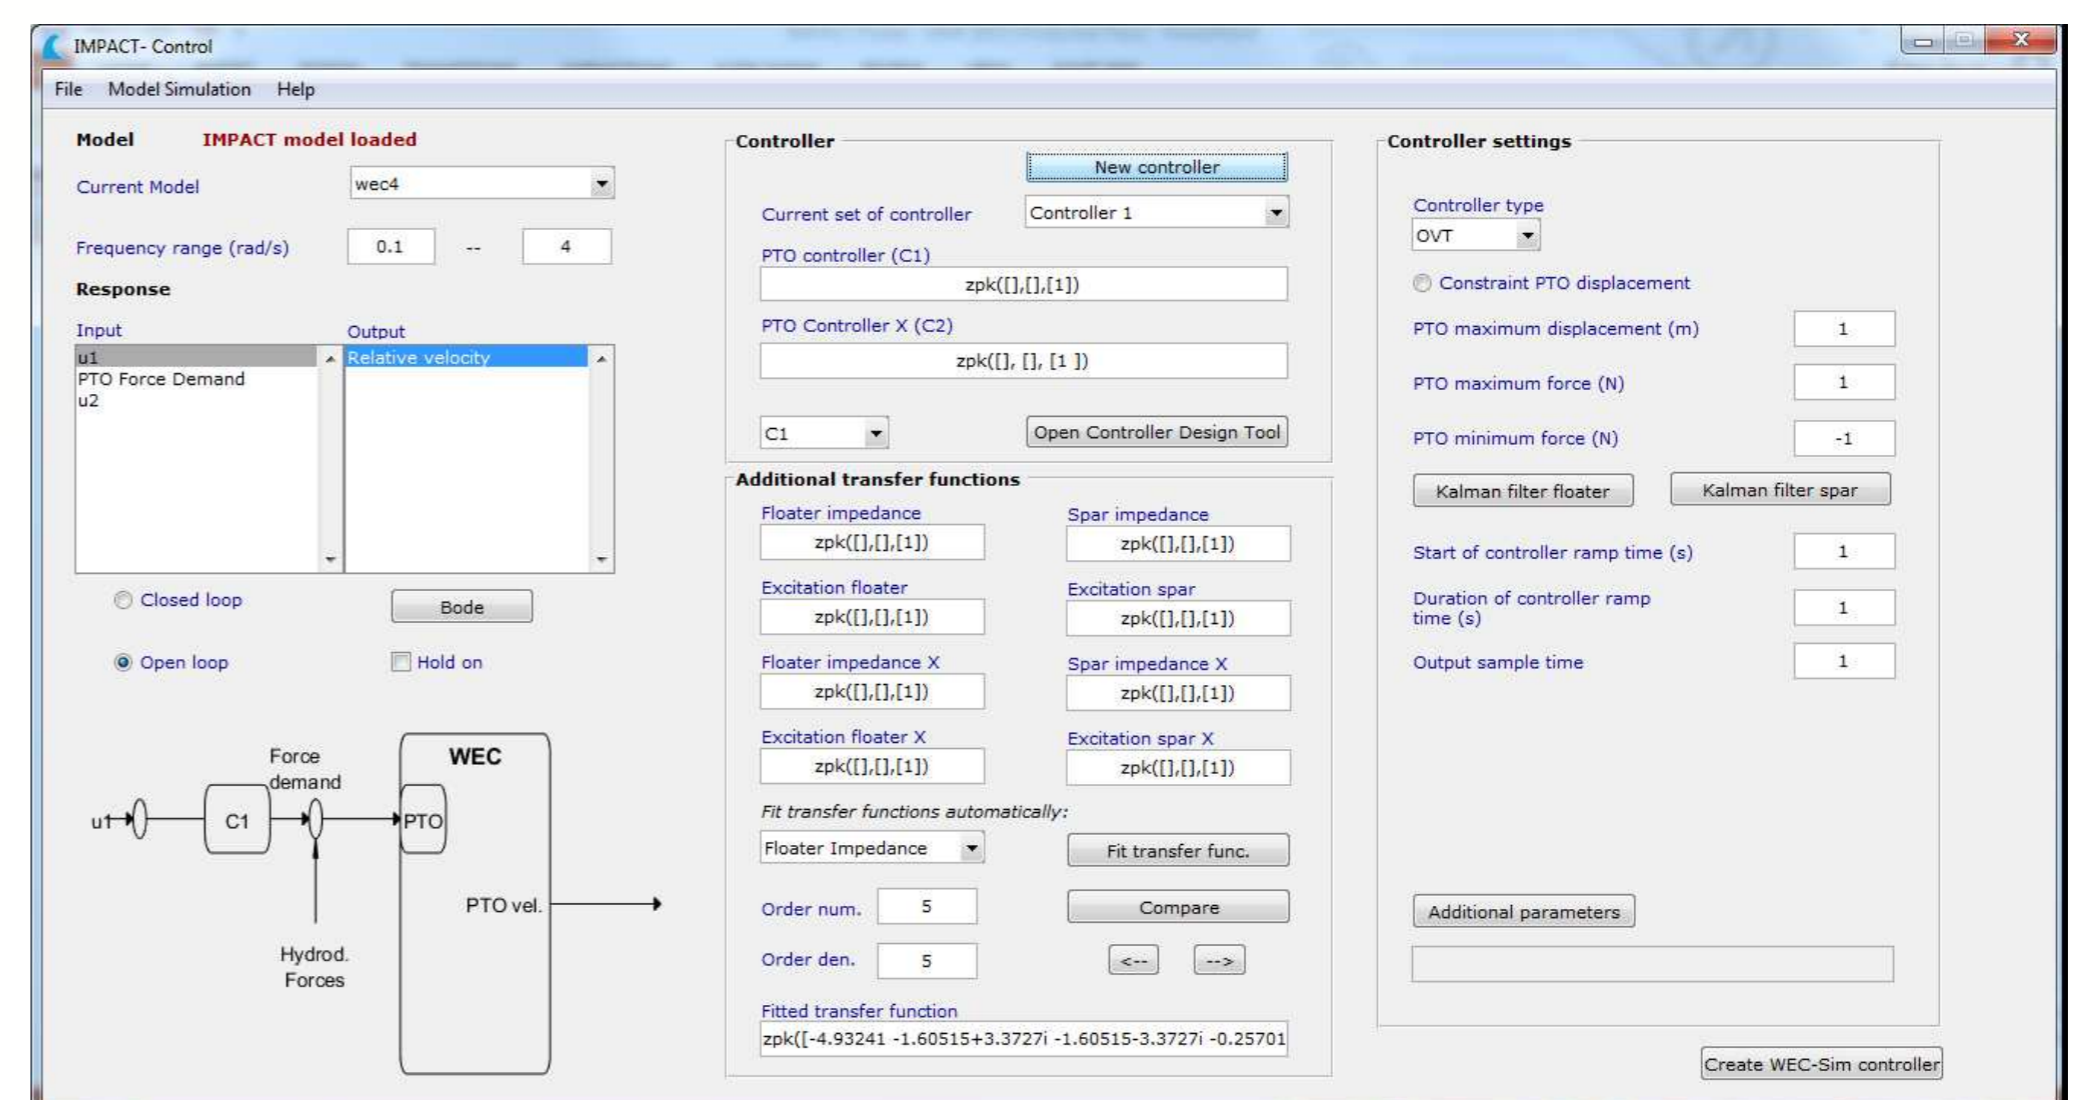 IMPACT- Control
File Model Simulation Help
Model IMPACT model loaded
Current Model wec4
Frequency range (rad/s) 0.1 -- 4
Response
Input Output
u1
PTO Force Demand
u2
Relative velocity
Closed loop Bode
Open loop Hold on
Force
demand
WEC
u1 C1 PTO
PTO vel.
Hydrod.
Forces
Controller
New controller
Current set of controller Controller 1
PTO controller (C1)
zpk([],[],[1])
PTO Controller X (C2)
zpk([], [], [1 ])
C1 Open Controller Design Tool
Additional transfer functions
Floater impedance Spar impedance
zpk([],[],[1]) zpk([],[],[1])
Excitation floater Excitation spar
zpk([],[],[1]) zpk([],[],[1])
Floater impedance X Spar impedance X
zpk([],[],[1]) zpk([],[],[1])
Excitation floater X Excitation spar X
zpk([],[],[1]) zpk([],[],[1])
Fit transfer functions automatically:
Floater Impedance Fit transfer func.
Order num. 5 Compare
Order den. 5 <-- -->
Fitted transfer function
zpk([-4.93241 -1.60515+3.3727i -1.60515-3.3727i -0.25701
Controller settings
Controller type
OVT
Constraint PTO displacement
PTO maximum displacement (m) 1
PTO maximum force (N) 1
PTO minimum force (N) -1
Kalman filter floater Kalman filter spar
Start of controller ramp time (s) 1
Duration of controller ramp
time (s) 1
Output sample time 1
Additional parameters
Create WEC-Sim controller